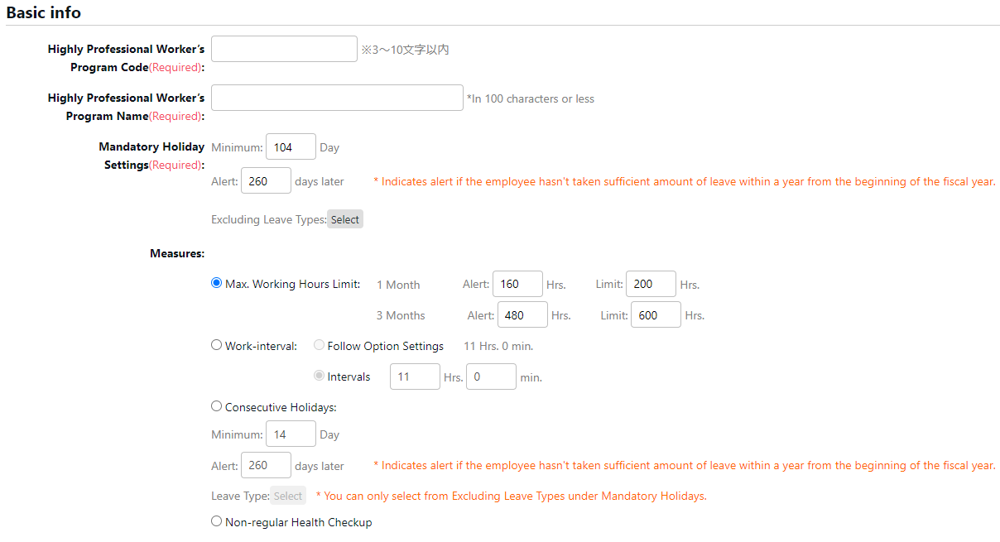 Basic info
Highly Professional Worker's
Program Code(Required):
※3～10文字以内
Highly Professional Worker's
Program Name(Required):
*In 100 characters or less
Mandatory Holiday
Settings(Required):
Minimum: 104 Day
Alert: 260 days later * Indicates alert if the employee hasn't taken sufficient amount of leave within a year from the beginning of the fiscal year.
Excluding Leave Types: Select
Measures:
Max. Working Hours Limit: 1 Month Alert: 160 Hrs. Limit: 200 Hrs.
3 Months Alert: 480 Hrs. Limit: 600 Hrs.
Work-interval: Follow Option Settings 11 Hrs. 0 min.
Intervals 11 Hrs. 0 min.
Consecutive Holidays:
Minimum: 14 Day
Alert: 260 days later * Indicates alert if the employee hasn't taken sufficient amount of leave within a year from the beginning of the fiscal year.
Leave Type: Select * You can only select from Excluding Leave Types under Mandatory Holidays.
Non-regular Health Checkup